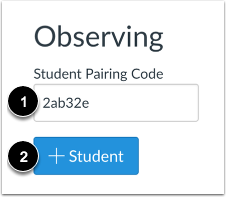 Observing
Student Pairing Code
1 2ab32e
2 + Student